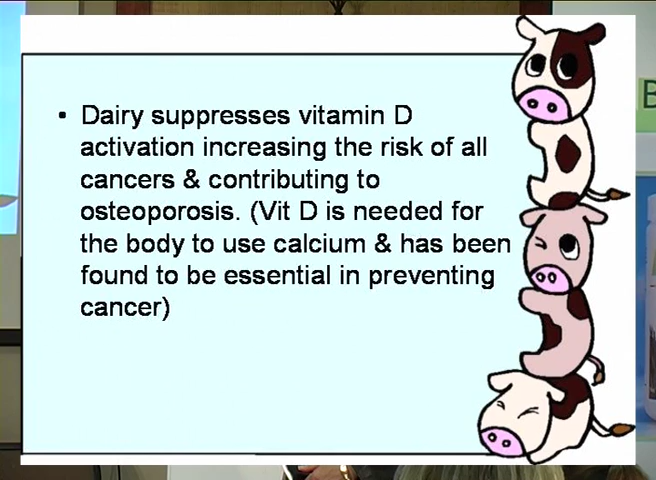 • Dairy suppresses vitamin D
activation increasing the risk of all
cancers & contributing to
osteoporosis. (Vit D is needed for
the body to use calcium & has been
found to be essential in preventing
cancer)
B